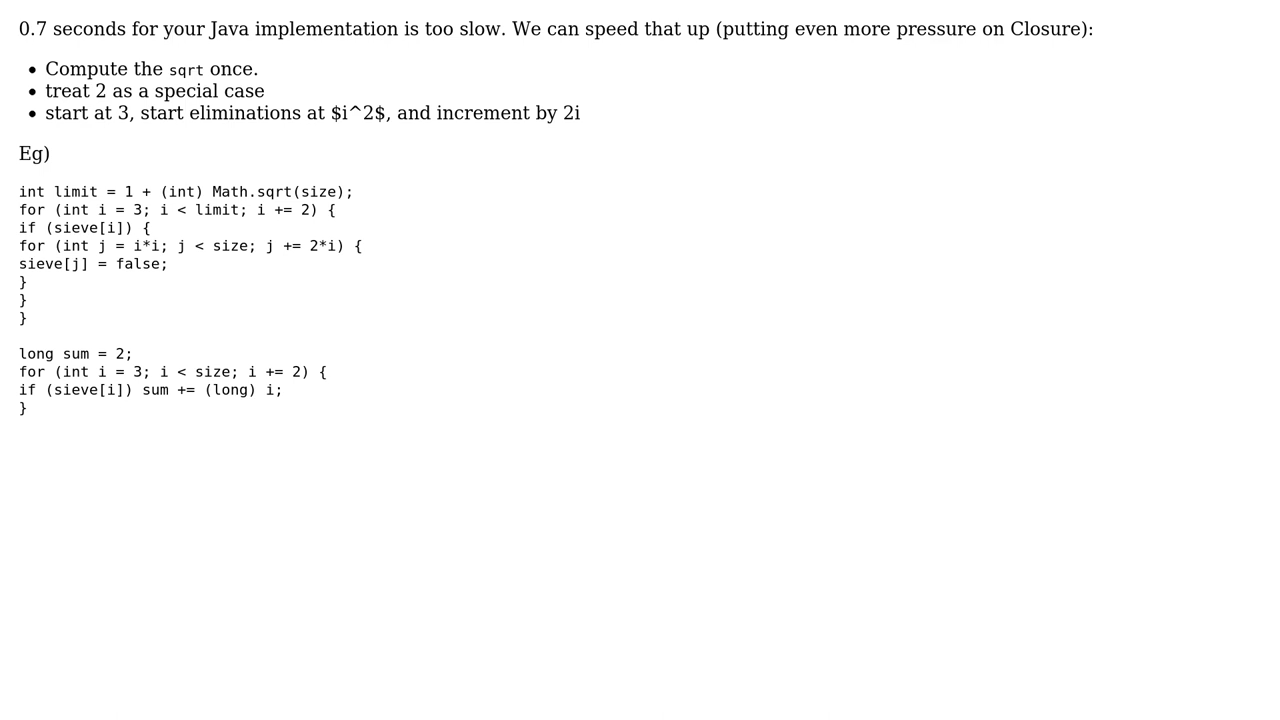 0.7 seconds for your Java implementation is too slow. We can speed that up (putting even more pressure on Closure):
• Compute the sqrt once.
• treat 2 as a special case
• start at 3, start eliminations at $i^2$, and increment by 2i
Eg)
int limit = 1 + (int) Math.sqrt(size);
for (int i = 3; i < limit; i += 2) {
if (sieve[i]) {
for (int j = i*i; j < size; j += 2*i) {
sieve[j] = false;
}
}
}
long sum = 2;
for (int i = 3; i < size; i += 2) {
if (sieve[i]) sum += (long) i;
}